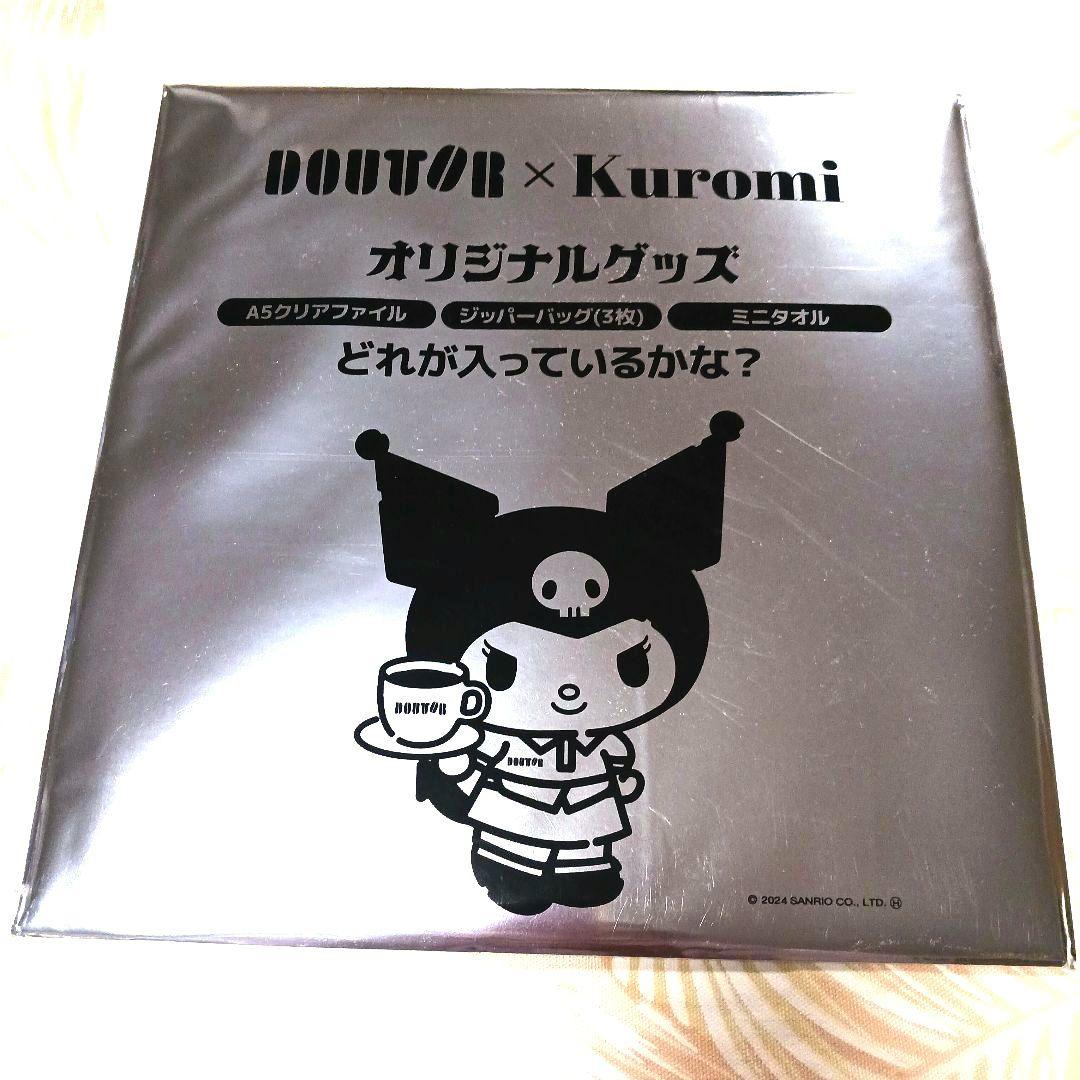 DOUTOR × Kuromi
オリジナルグッズ
A5クリアファイル ジッパーバッグ(3枚) ミニタオル
どれが入っているかな？
DOUTOR
DOUTOR
© 2024 SANRIO CO., LTD. Ⓗ